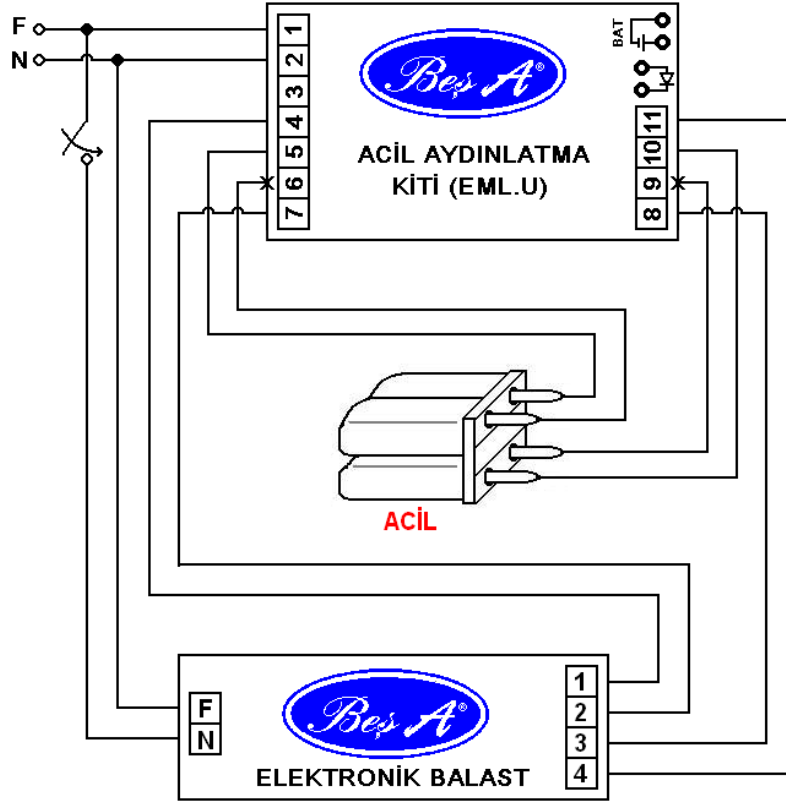 F
N
1
2
3
4
5
6
7
Beş A®
ACİL AYDINLATMA
KİTİ (EML.U)
BAT
11
10
9
8
ACİL
F
N
Beş A®
ELEKTRONİK BALAST
1
2
3
4